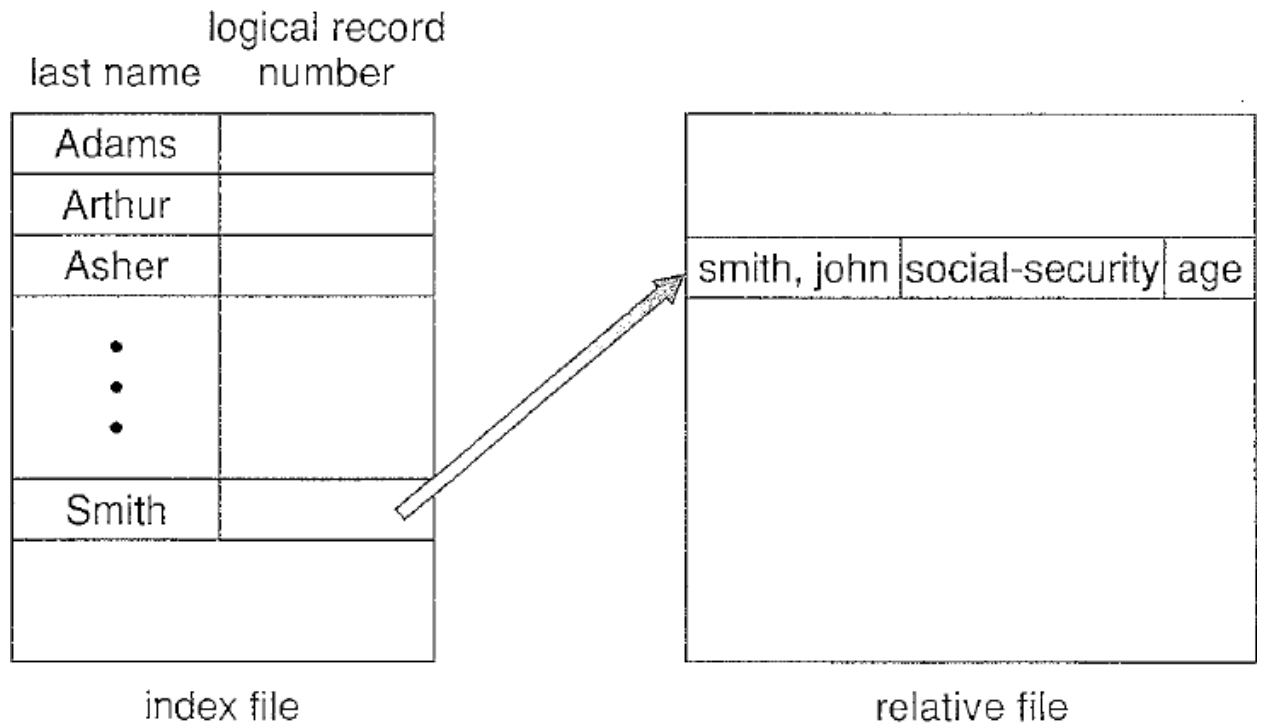 logical record
last name number
Adams
Arthur
Asher
Smith
index file
smith, john social-security age
relative file